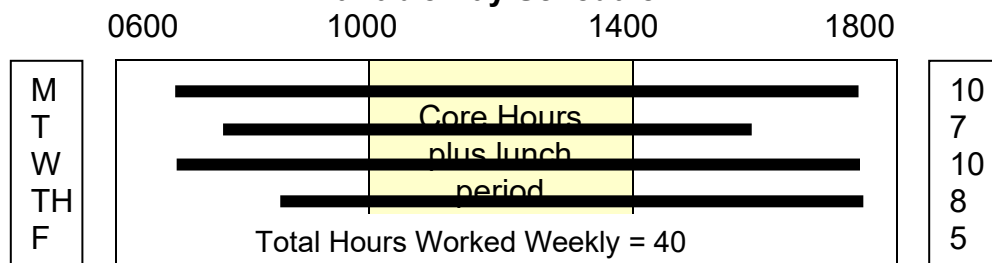 0600 1000 1400 1800
M 10
Core Hours
T 7
plus lunch
W 10
period
TH 8
F Total Hours Worked Weekly = 40 5